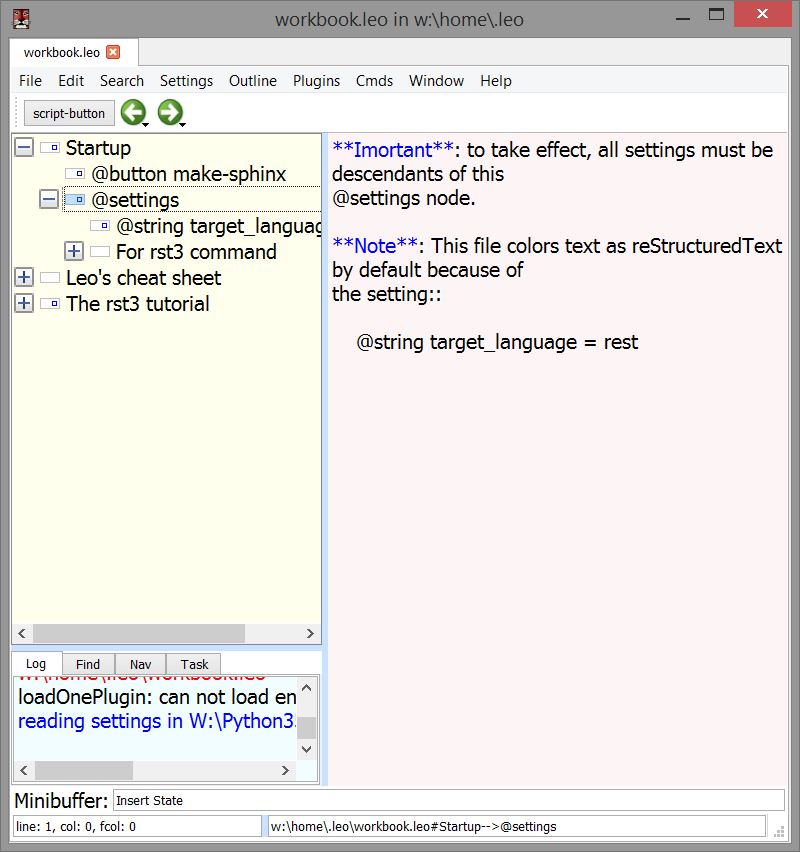 workbook.leo in w:\home\.leo
workbook.leo
File Edit Search Settings Outline Plugins Cmds Window Help
script-button
Startup
@button make-sphinx
@settings
@string target_languag
For rst3 command
Leo's cheat sheet
The rst3 tutorial
**Imortant**: to take effect, all settings must be
descendants of this
@settings node.
**Note**: This file colors text as reStructuredText
by default because of
the setting::
@string target_language = rest
Log Find Nav Task
w:\home\.leo\workbook.leo
loadOnePlugin: can not load en
reading settings in W:\Python3
Minibuffer: Insert State
line: 1, col: 0, fcol: 0
w:\home\.leo\workbook.leo#Startup-->@settings